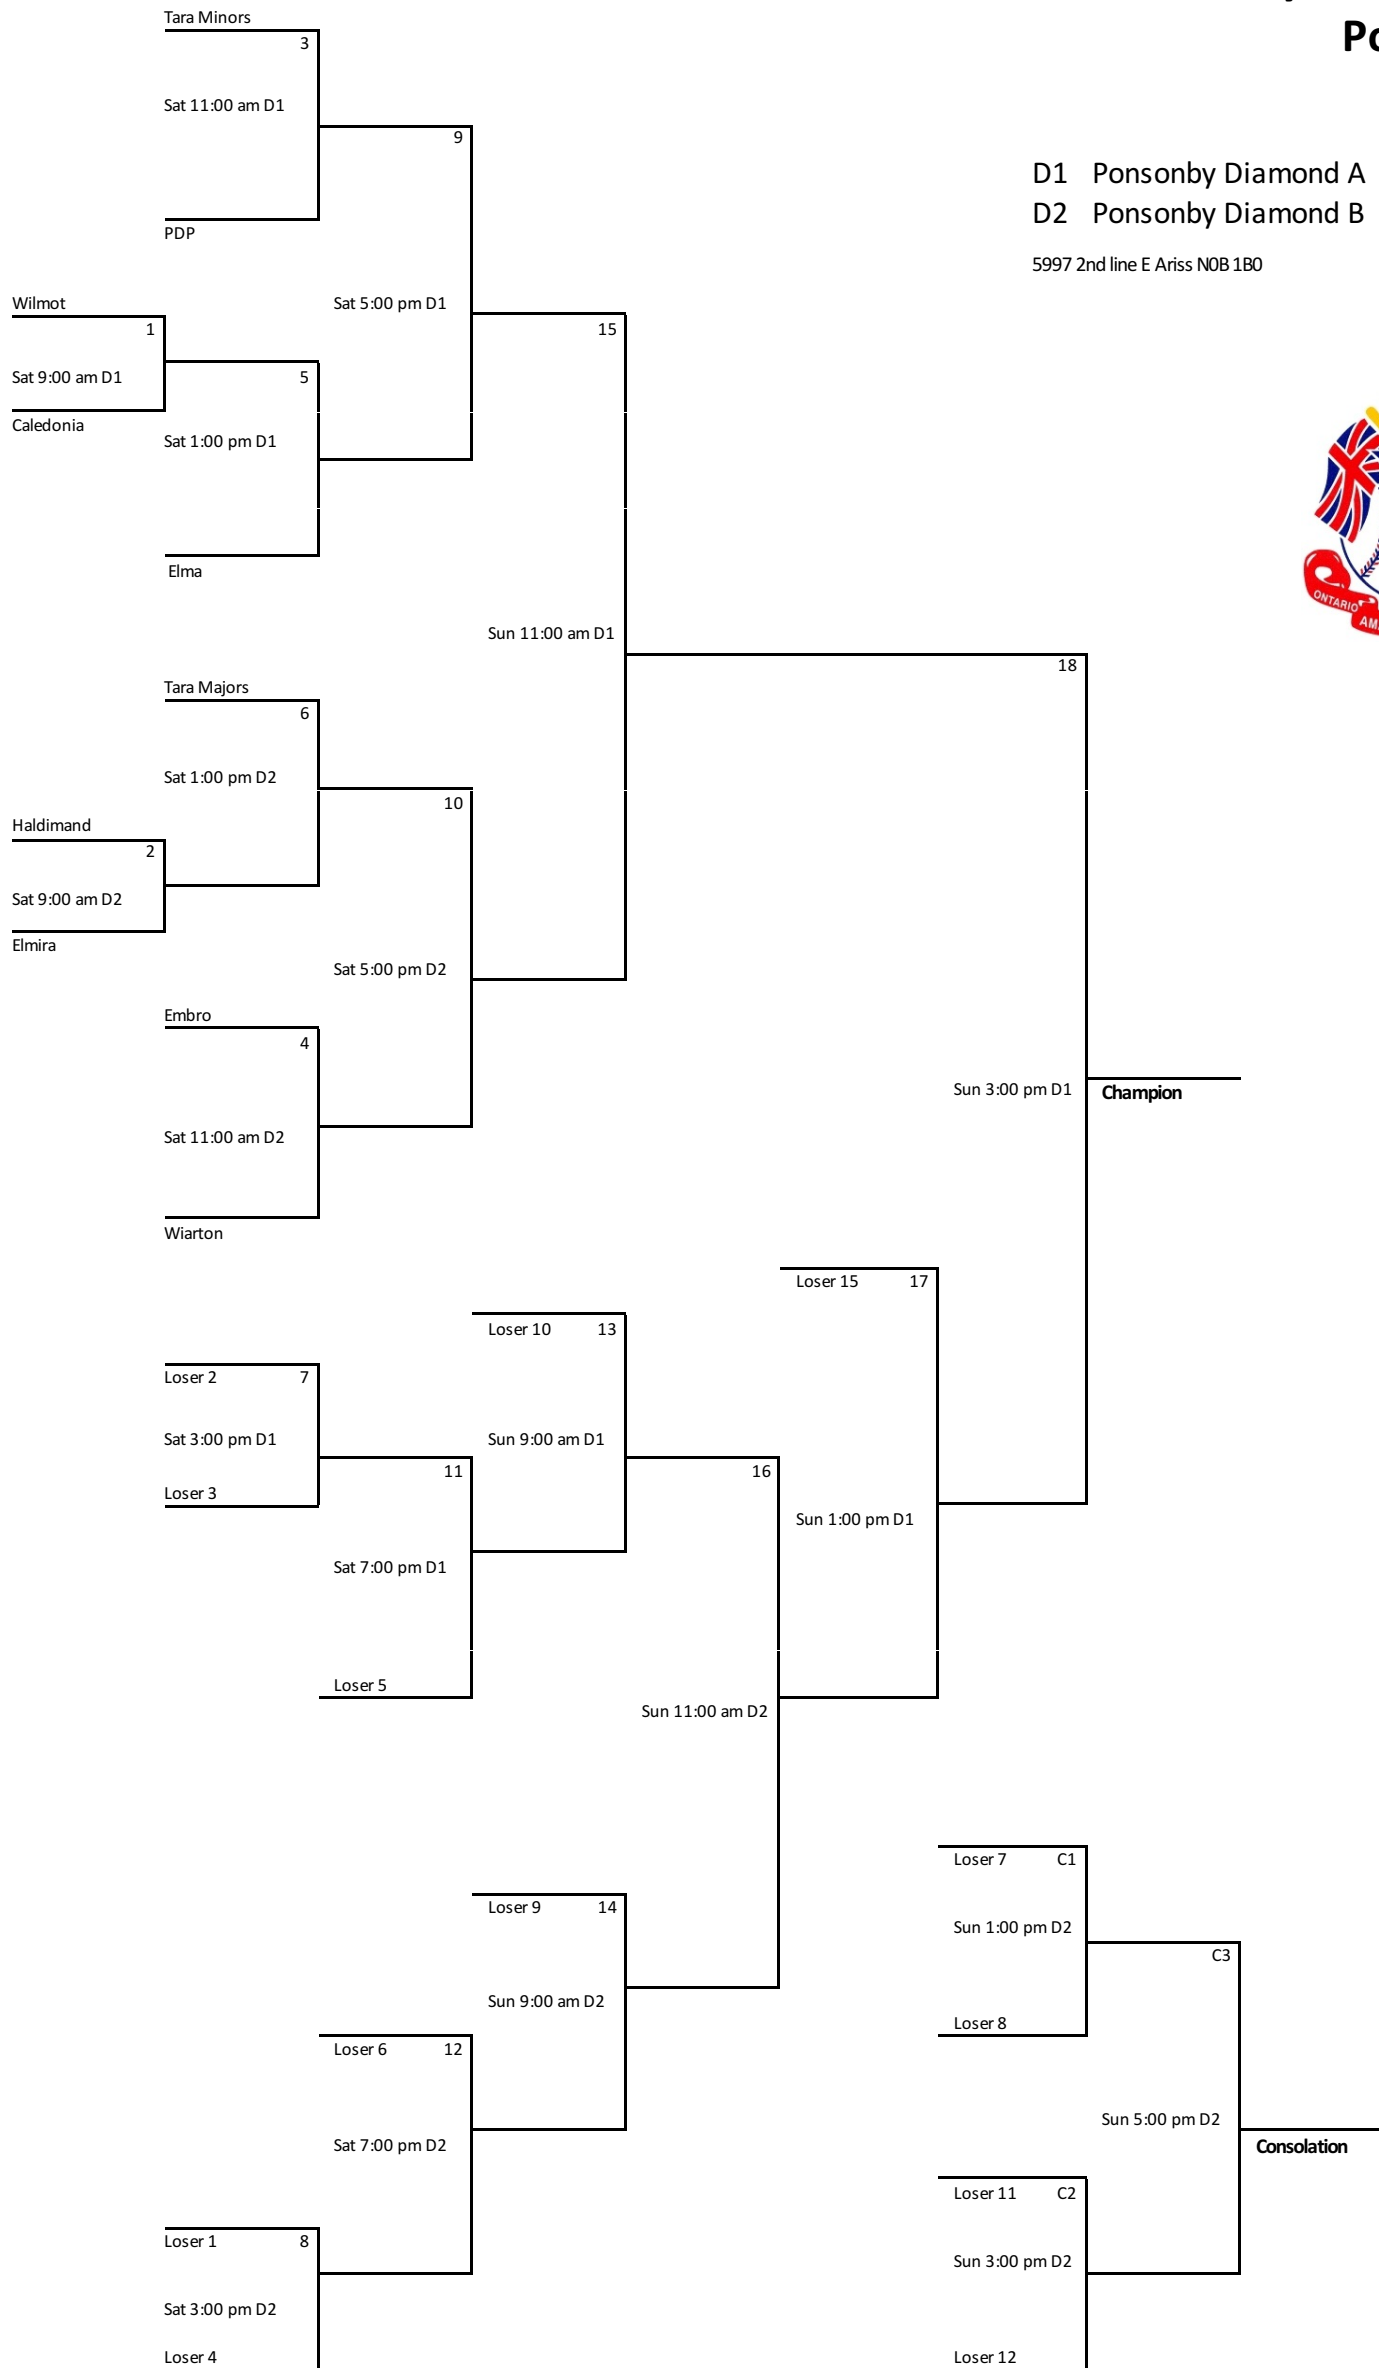 Po
Tara Minors
3
Sat 11:00 am D1
9
D1 Ponsonby Diamond A
D2 Ponsonby Diamond B
PDP
5997 2nd line E Ariss N0B 1B0
Wilmot
Sat 5:00 pm D1
1
15
Sat 9:00 am D1
5
Caledonia
Sat 1:00 pm D1
Elma
ONTARIO
AM
Sun 11:00 am D1
18
Tara Majors
6
Sat 1:00 pm D2
10
Haldimand
2
Sat 9:00 am D2
Elmira
Sat 5:00 pm D2
Embro
4
Sun 3:00 pm D1
Champion
Sat 11:00 am D2
Wiarton
Loser 15 17
Loser 10 13
Loser 2 7
Sat 3:00 pm D1
Sun 9:00 am D1
11
16
Loser 3
Sun 1:00 pm D1
Sat 7:00 pm D1
Loser 5
Sun 11:00 am D2
Loser 7 C1
Loser 9 14
Sun 1:00 pm D2
C3
Sun 9:00 am D2
Loser 8
Loser 6 12
Sun 5:00 pm D2
Sat 7:00 pm D2
Consolation
Loser 11 C2
Loser 1 8
Sun 3:00 pm D2
Sat 3:00 pm D2
Loser 4
Loser 12